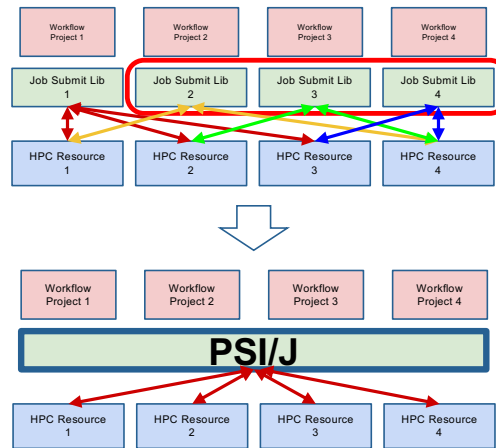 Workflow Project 1
Workflow Project 2
Workflow Project 3
Workflow Project 4
Job Submit Lib 1
Job Submit Lib 2
Job Submit Lib 3
Job Submit Lib 4
HPC Resource 1
HPC Resource 2
HPC Resource 3
HPC Resource 4
Workflow Project 1
Workflow Project 2
Workflow Project 3
Workflow Project 4
PSI/J
HPC Resource 1
HPC Resource 2
HPC Resource 3
HPC Resource 4